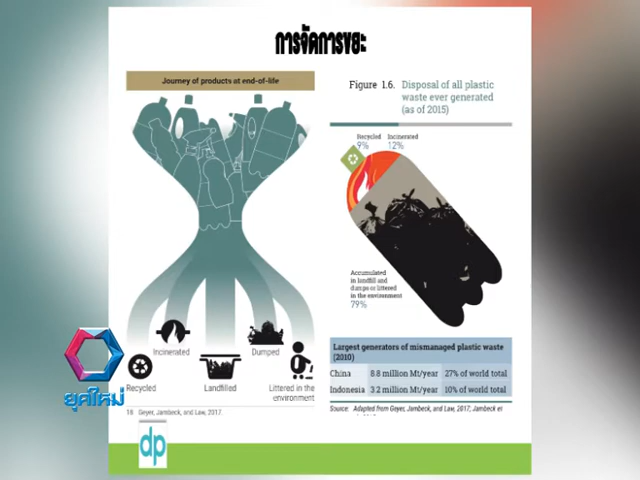 การจัดการขยะ
Journey of products at end-of-life
Incinerated
Dumped
Recycled
Landfilled
Littered in the
environment
18 Geyer, Jambeck, and Law, 2017.
Figure 1.6. Disposal of all plastic
waste ever generated
(as of 2015)
Recycled Incinerated
9% 12%
Accumulated
in landfill and
dumps or littered
in the environment
79%
Largest generators of mismanaged plastic waste
(2010)
China 8.8 million Mt/year 27% of world total
Indonesia 3.2 million Mt/year 10% of world total
Source: Adapted from Geyer, Jambeck, and Law, 2017; Jambeck et
ยุคใหม่
dp